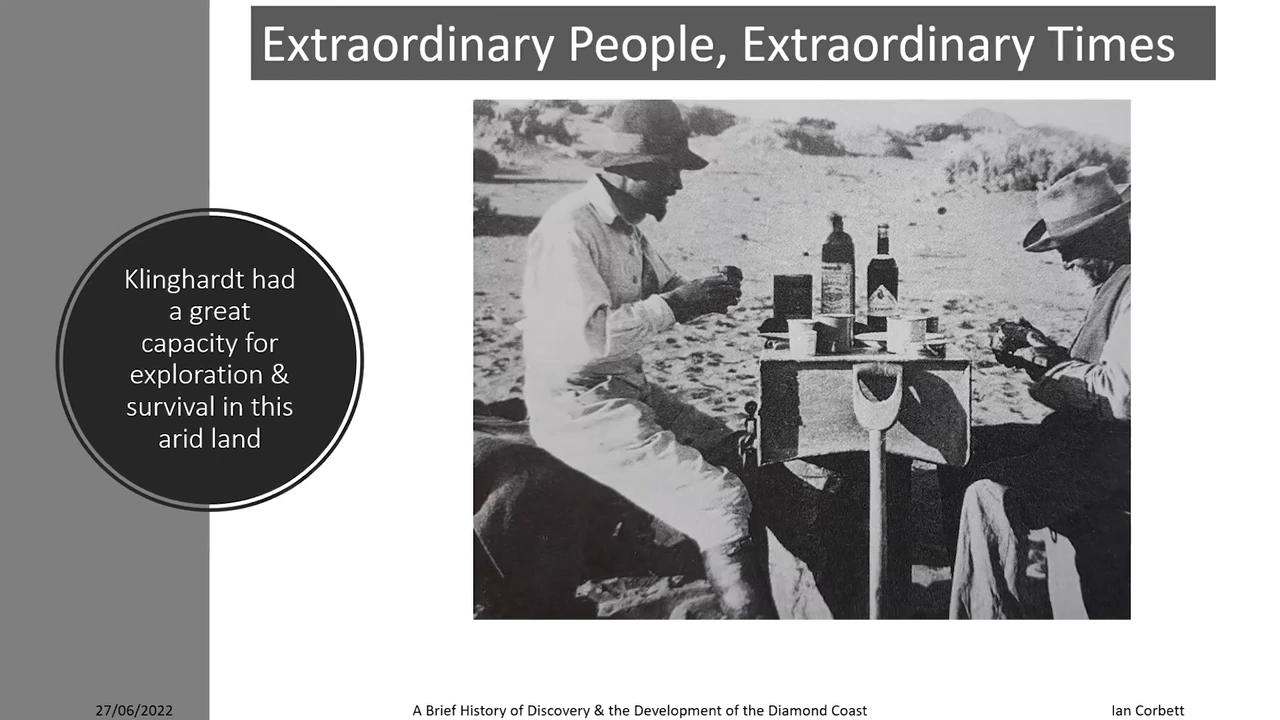 Extraordinary People, Extraordinary Times
Klinghardt had
a great
capacity for
exploration &
survival in this
arid land
27/06/2022
A Brief History of Discovery & the Development of the Diamond Coast
Ian Corbett